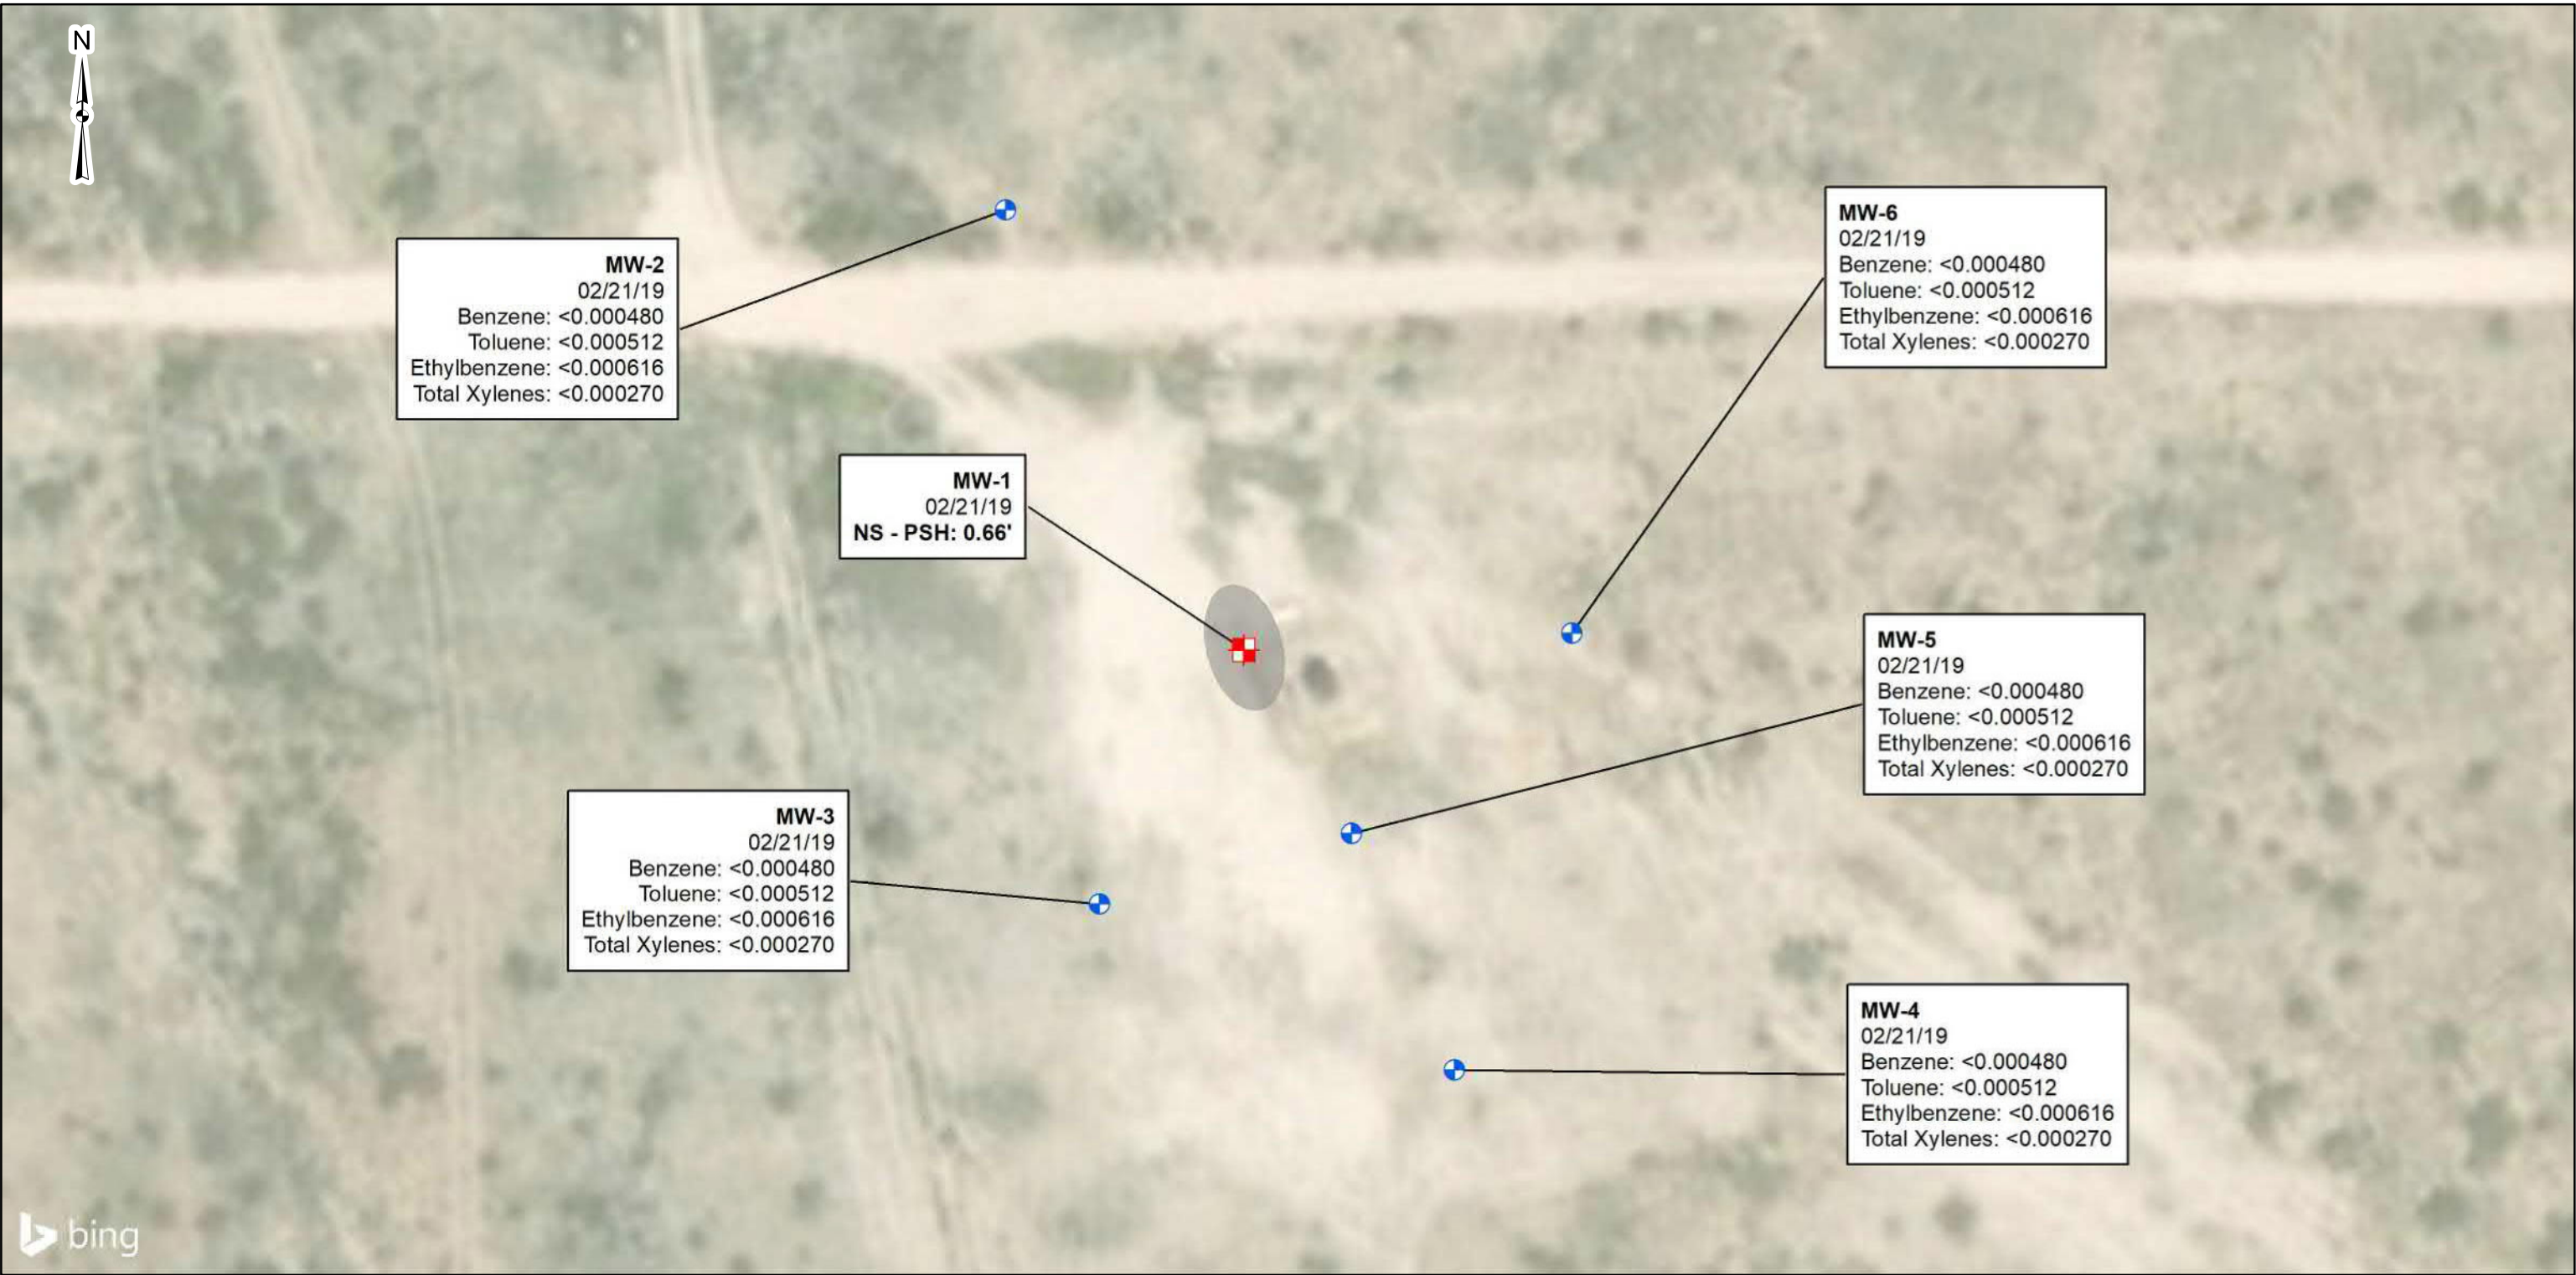 N
MW-2
02/21/19
Benzene: <0.000480
Toluene: <0.000512
Ethylbenzene: <0.000616
Total Xylenes: <0.000270
MW-6
02/21/19
Benzene: <0.000480
Toluene: <0.000512
Ethylbenzene: <0.000616
Total Xylenes: <0.000270
MW-1
02/21/19
NS - PSH: 0.66'
MW-5
02/21/19
Benzene: <0.000480
Toluene: <0.000512
Ethylbenzene: <0.000616
Total Xylenes: <0.000270
MW-3
02/21/19
Benzene: <0.000480
Toluene: <0.000512
Ethylbenzene: <0.000616
Total Xylenes: <0.000270
MW-4
02/21/19
Benzene: <0.000480
Toluene: <0.000512
Ethylbenzene: <0.000616
Total Xylenes: <0.000270
bing